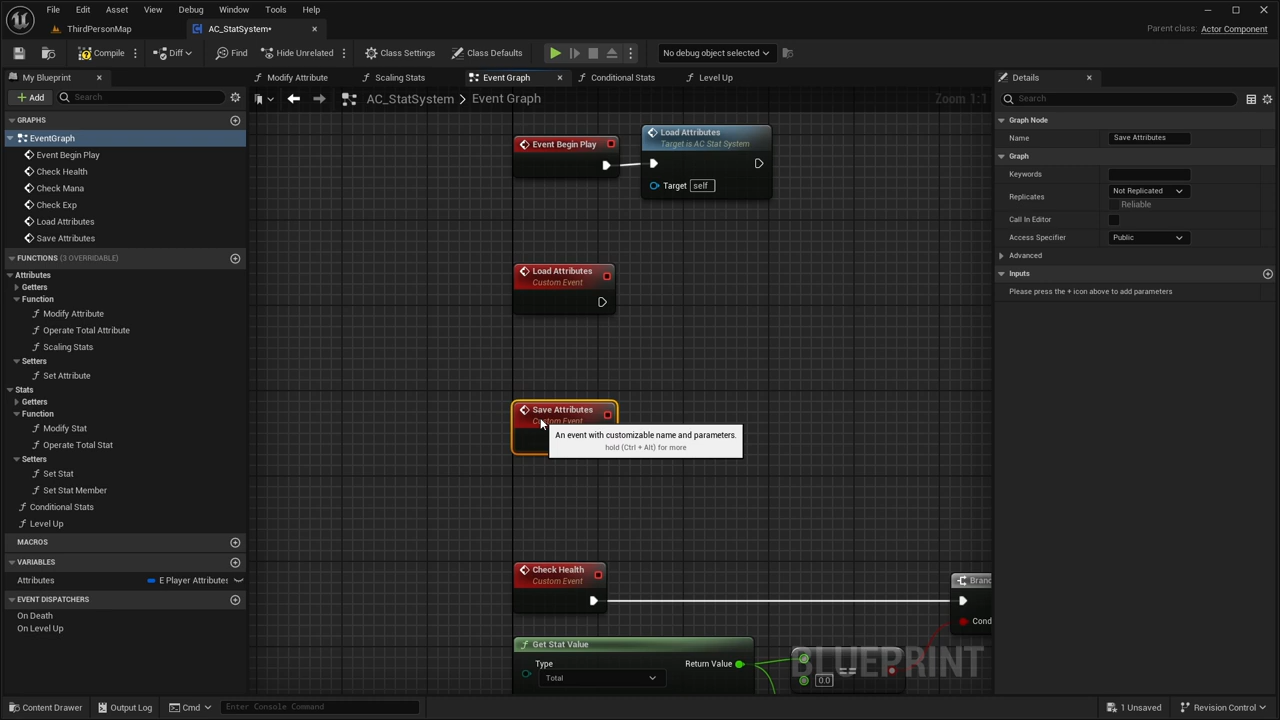 File Edit Asset View Debug Window Tools Help
ThirdPersonMap
AC_StatSystem*
Parent class: Actor Component
Compile
Diff
Find
Hide Unrelated
Class Settings
Class Defaults
No debug object selected
My Blueprint
Modify Attribute
Scaling Stats
Event Graph
Conditional Stats
Level Up
Details
Add
Search
AC_StatSystem > Event Graph
Zoom 1:1
Search
GRAPHS
EventGraph
Event Begin Play
Check Health
Check Mana
Check Exp
Load Attributes
Save Attributes
FUNCTIONS (3 OVERRIDABLE)
Attributes
Getters
Function
Modify Attribute
Operate Total Attribute
Scaling Stats
Setters
Set Attribute
Stats
Getters
Function
Modify Stat
Operate Total Stat
Setters
Set Stat
Set Stat Member
Conditional Stats
Level Up
MACROS
VARIABLES
Attributes
E Player Attributes
EVENT DISPATCHERS
On Death
On Level Up
Event Begin Play
Load Attributes
Target is AC Stat System
Target self
Load Attributes
Custom Event
Save Attributes
Custom Event
An event with customizable name and parameters.
hold (Ctrl + Alt) for more
Check Health
Custom Event
Bran
Cond
Get Stat Value
Type
Total
Return Value
==
0.0
BLUEPRINT
Graph Node
Name
Save Attributes
Graph
Keywords
Replicates
Not Replicated
Reliable
Call In Editor
Access Specifier
Public
Advanced
Inputs
Please press the + icon above to add parameters
Content Drawer
Output Log
Cmd
Enter Console Command
1 Unsaved
Revision Control